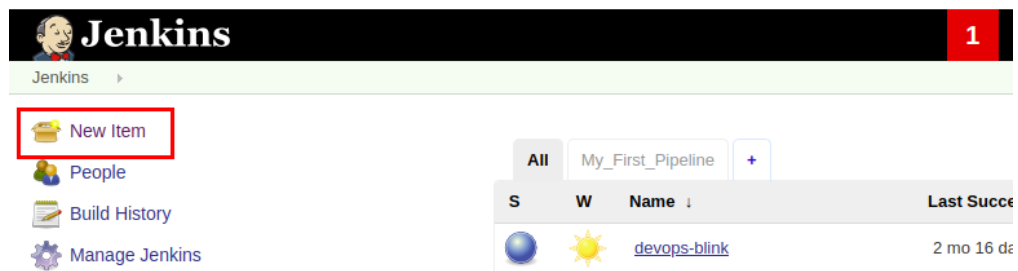 Jenkins 1
Jenkins
New Item
People
Build History
Manage Jenkins
All My_First_Pipeline +
S W Name ↓ Last Succe
devops-blink 2 mo 16 da